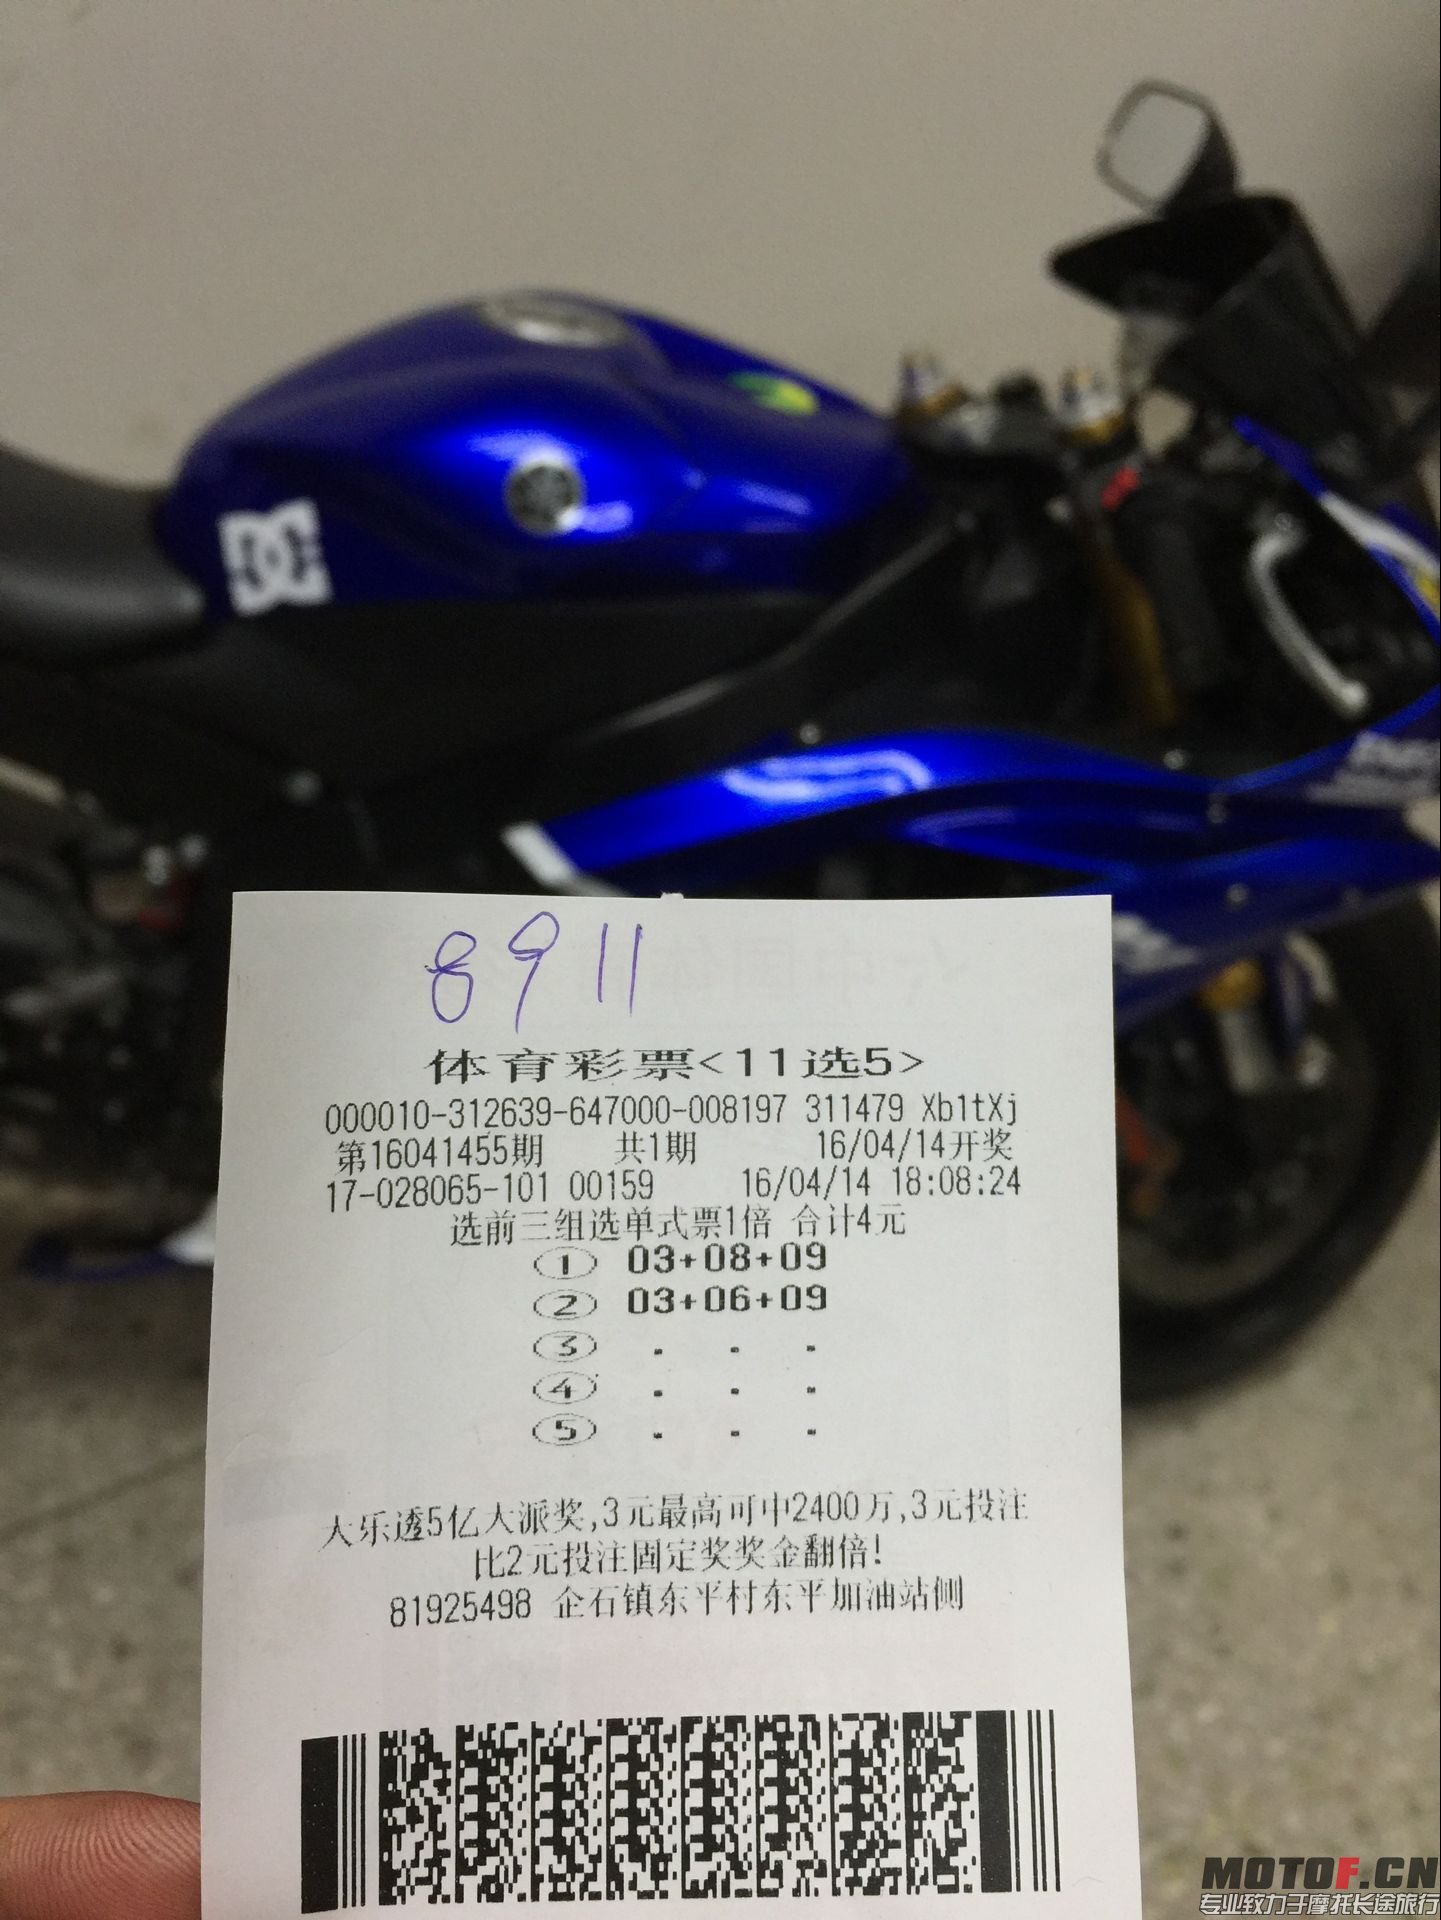 8 9 11
体育彩票<11选5>
000010-312639-647000-008197 311479 Xb1tXj
第16041455期 共1期 16/04/14开奖
17-028065-101 00159 16/04/14 18:08:24
选前三组选单式票1倍 合计4元
① 03+08+09
② 03+06+09
③ . . .
④ . . .
⑤ . . .
大乐透5亿大派奖,3元最高可中2400万,3元投注
比2元投注固定奖奖金翻倍!
81925498 企石镇东平村东平加油站侧
MOTOF.CN
专业致力于摩托长途旅行